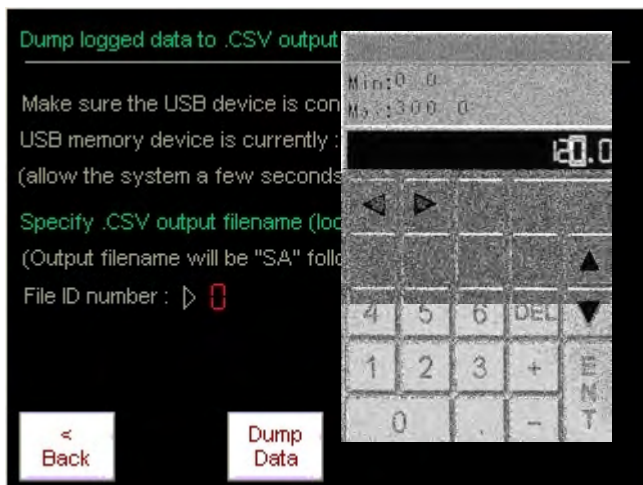 Dump logged data to .CSV output
Make sure the USB device is con
USB memory device is currently :
(allow the system a few seconds
Specify .CSV output filename (loc
(Output filename will be "SA" follo
File ID number : 0
< Back
Dump Data
Min:0 0
Max:300 0
120.0
4 5 6 DEL
1 2 3 +
0 . -
ENT